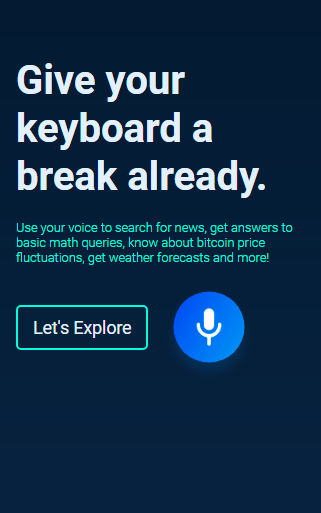 Give your
keyboard a
break already.
Use your voice to search for news, get answers to
basic math queries, know about bitcoin price
fluctuations, get weather forecasts and more!
Let's Explore